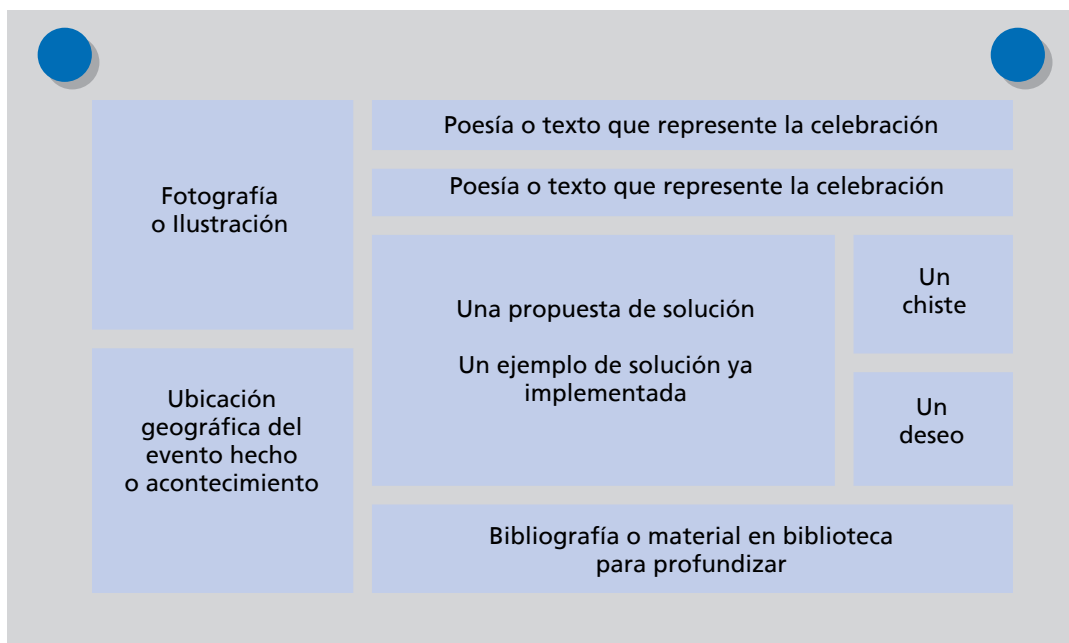 Fotografía
o Ilustración
Ubicación
geográfica del
evento hecho
o acontecimiento
Poesía o texto que represente la celebración
Poesía o texto que represente la celebración
Una propuesta de solución
Un ejemplo de solución ya
implementada
Un
chiste
Un
deseo
Bibliografía o material en biblioteca
para profundizar